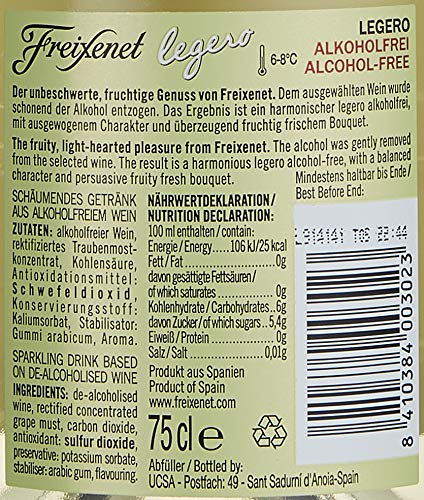 Freixenet legero
6-8°C
LEGERO
ALKOHOLFREI
ALCOHOL-FREE
Der unbeschwerte, fruchtige Genuss von Freixenet. Dem ausgewählten Wein wurde
schonend der Alkohol entzogen. Das Ergebnis ist ein harmonischer legero alkoholfrei,
mit ausgewogenem Charakter und überzeugend fruchtig frischem Bouquet.
The fruity, light-hearted pleasure from Freixenet. The alcohol was gently removed
from the selected wine. The result is a harmonious legero alcohol-free, with a balanced
character and persuasive fruity fresh bouquet.
Mindestens haltbar bis Ende/
Best Before End:
L914141 T05 22:44
SCHÄUMENDES GETRÄNK
AUS ALKOHOLFREIEM WEIN
ZUTATEN: alkoholfreier Wein,
rektifiziertes Traubenmost-
konzentrat, Kohlensäure,
Antioxidationsmittel:
Schwefeldioxid,
Konservierungsstoff:
Kaliumsorbat, Stabilisator:
Gummi arabicum, Aroma.
SPARKLING DRINK BASED
ON DE-ALCOHOLISED WINE
INGREDIENTS: de-alcoholised
wine, rectified concentrated
grape must, carbon dioxide,
antioxidant: sulfur dioxide,
preservative: potassium sorbate,
stabiliser: arabic gum, flavouring.
NÄHRWERTDEKLARATION/
NUTRITION DECLARATION:
100 ml enthalten / contain:
Energie / Energy 106 kJ/25 kcal
Fett / Fat 0g
davon gesättigte Fettsäuren/
of which saturates 0g
Kohlenhydrate / Carbohydrates 6g
davon Zucker / of which sugars 5,4g
Eiweiß / Protein 0g
Salz / Salt 0,01g
Produkt aus Spanien
Product of Spain
www.freixenet.com
75cl e
Abfüller / Bottled by:
UCSA - Postfach: 49 - Sant Sadurní d'Anoia-Spain
8 410384 003023